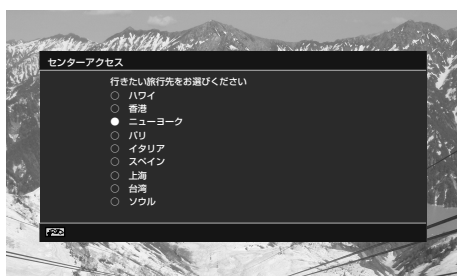 センターアクセス
行きたい旅行先をお選びください
ハワイ
香港
ニューヨーク
パリ
イタリア
スペイン
上海
台湾
ソウル